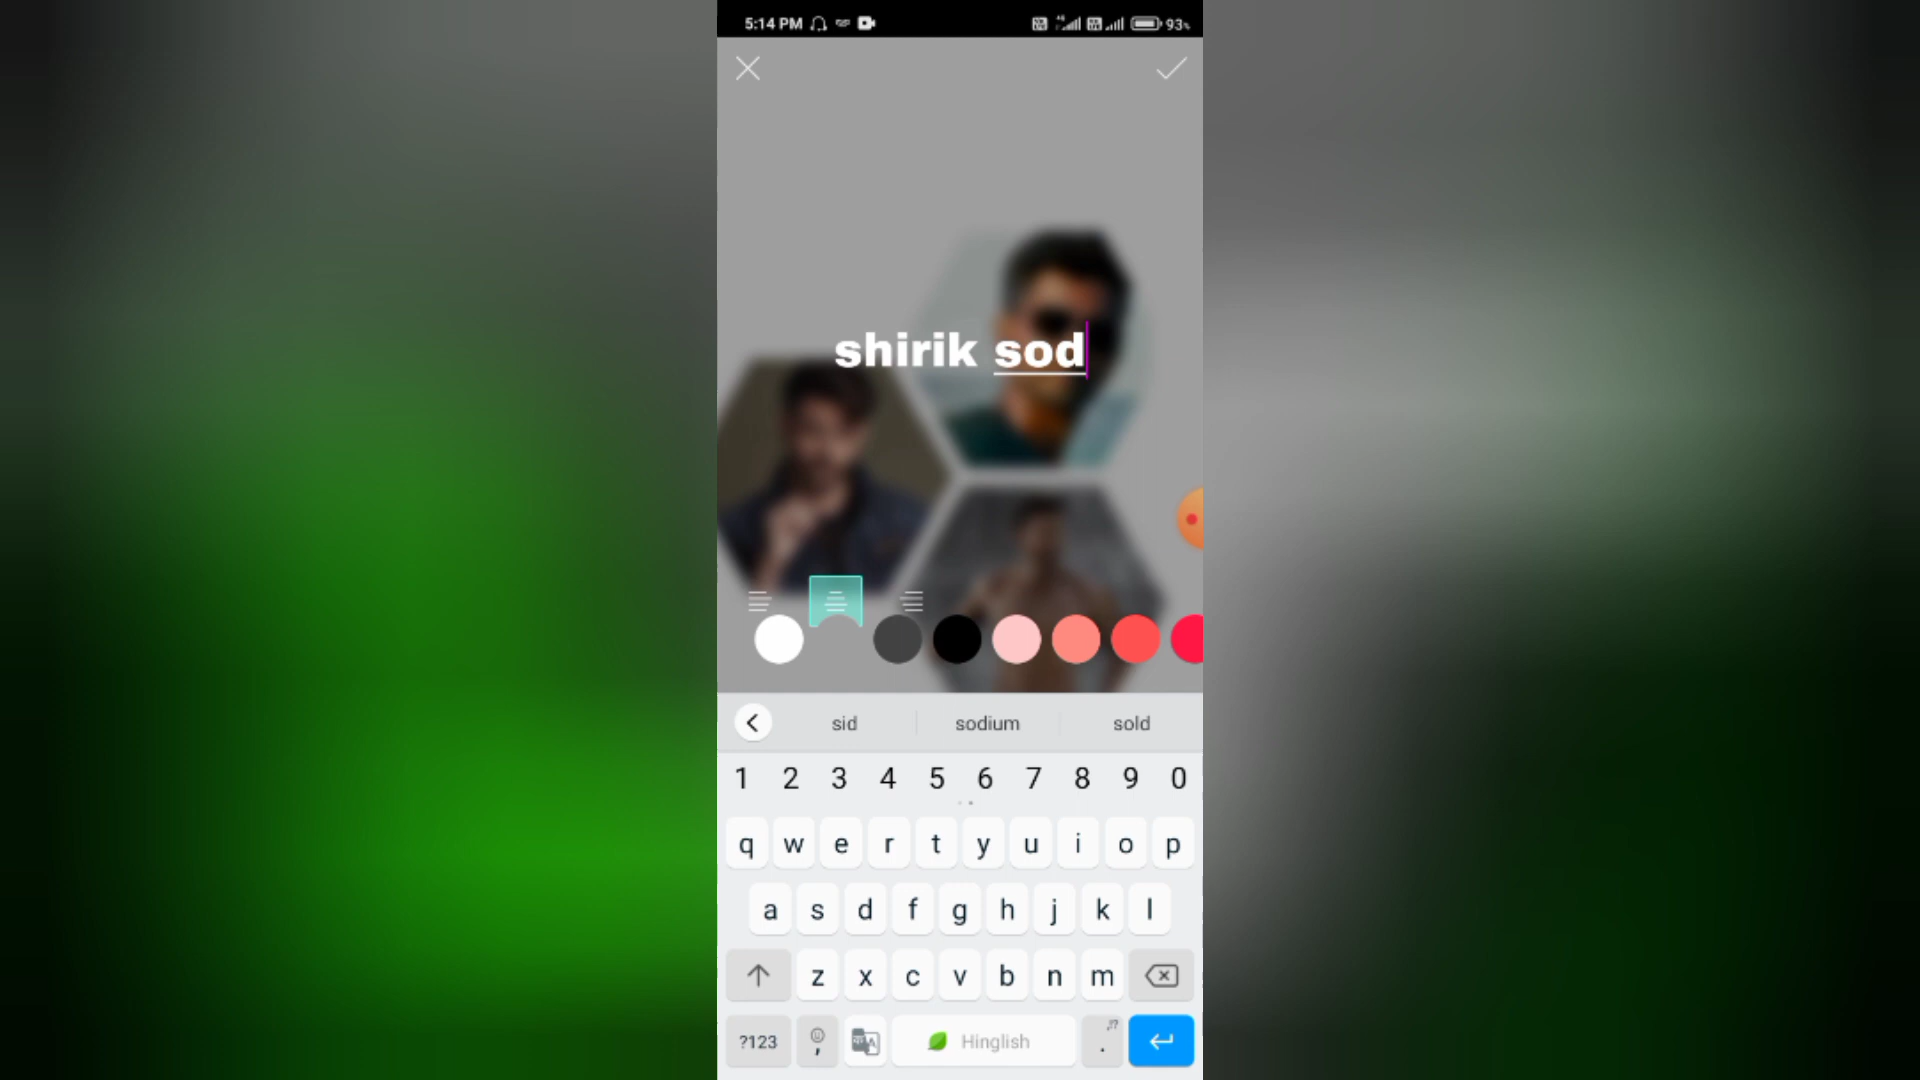 5:14 PM 93%
shirik sod
sid sodium sold
1 2 3 4 5 6 7 8 9 0
q w e r t y u i o p
a s d f g h j k l
z x c v b n m
?123 , Hinglish .